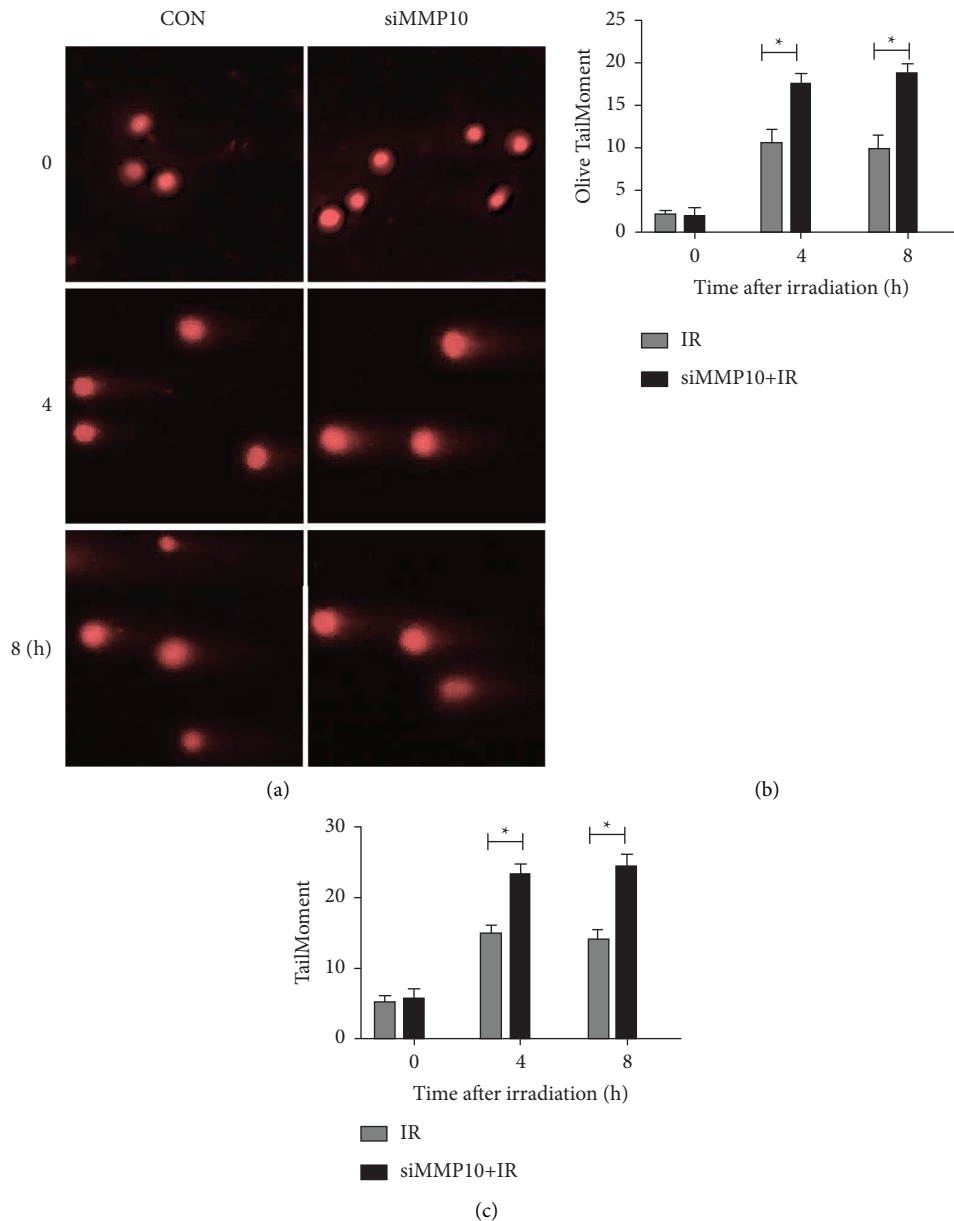 CON
siMMP10
0
4
8 (h)
(a)
Olive TailMoment
25
20
15
10
5
0
*
*
0
4
8
Time after irradiation (h)
IR
siMMP10+IR
(b)
TailMoment
30
20
10
0
*
*
0
4
8
Time after irradiation (h)
IR
siMMP10+IR
(c)